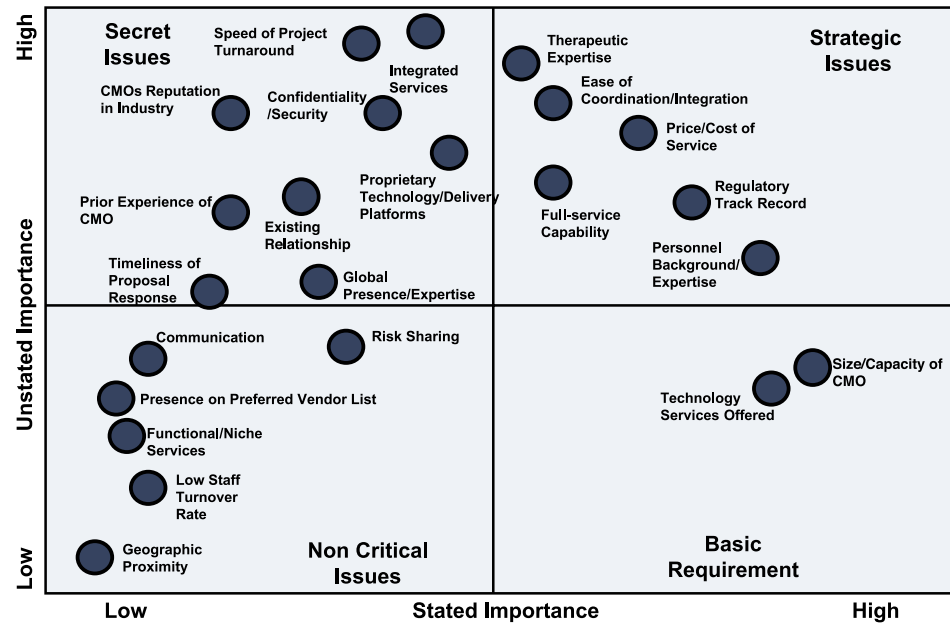 High
Secret
Issues
Speed of Project
Turnaround
Integrated
Services
CMOs Reputation
in Industry
Confidentiality
/Security
Proprietary
Technology/Delivery
Platforms
Prior Experience of
CMO
Existing
Relationship
Timeliness of
Proposal
Response
Global
Presence/Expertise
Strategic
Issues
Therapeutic
Expertise
Ease of
Coordination/Integration
Price/Cost of
Service
Full-service
Capability
Regulatory
Track Record
Personnel
Background/
Expertise
Unstated Importance
Communication
Risk Sharing
Presence on Preferred Vendor List
Functional/Niche
Services
Low Staff
Turnover
Rate
Geographic
Proximity
Non Critical
Issues
Size/Capacity of
CMO
Technology
Services Offered
Basic
Requirement
Low
Low
Stated Importance
High